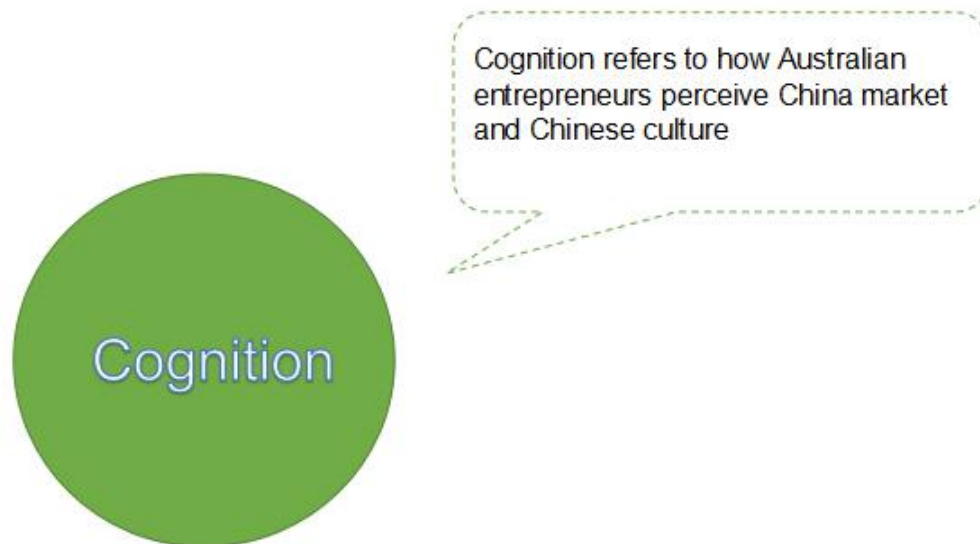 Cognition refers to how Australian
entrepreneurs perceive China market
and Chinese culture
Cognition